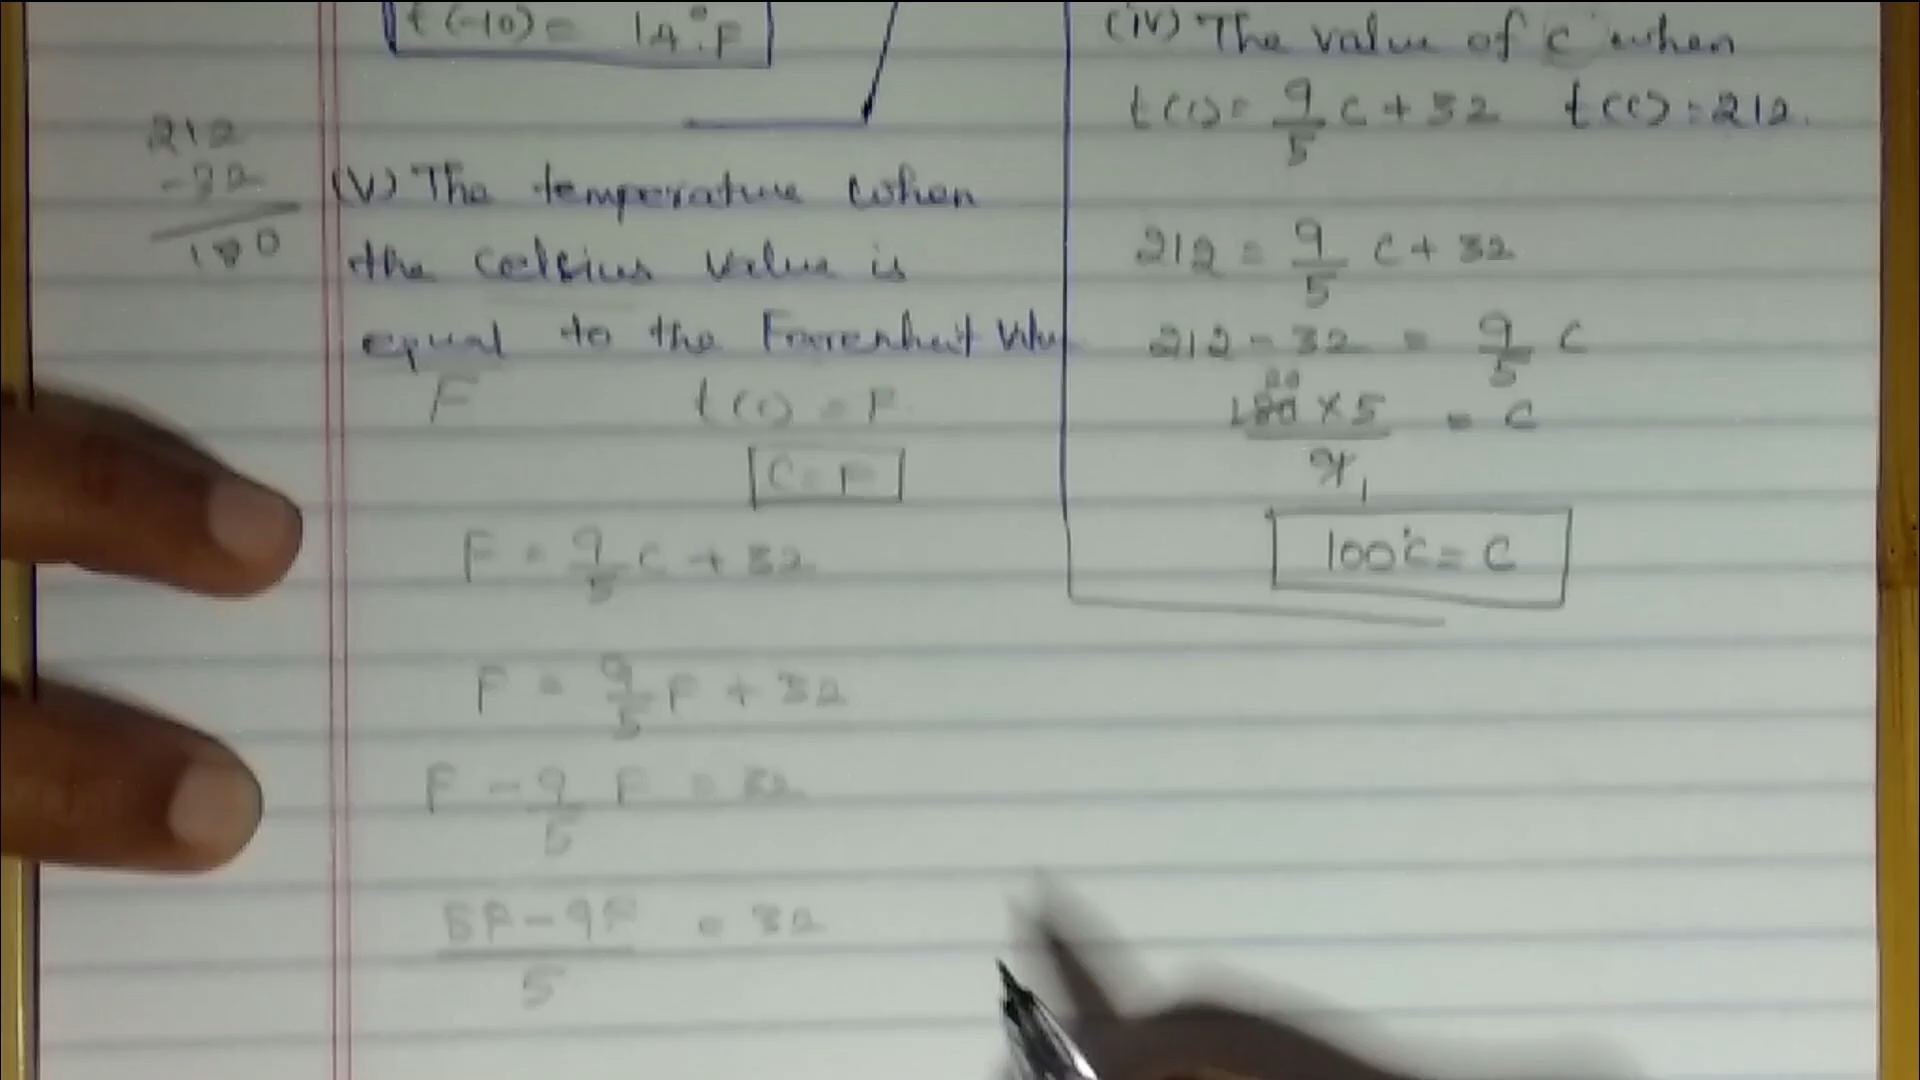 t(-10) = 14°F
212
-32
180
(v) The temperature when
the celsius value is
equal to the Farenheit Value
F t(c) = F
C = F
F = 9/5 C + 32
F = 9/5 F + 32
F - 9/5 F = 32
5F - 9F / 5 = 32
(iv) The value of C when
t(c) = 9/5 C + 32 t(c) = 212.
212 = 9/5 C + 32
212 - 32 = 9/5 C
20
180 × 5 / 9 1 = C
100°C = C